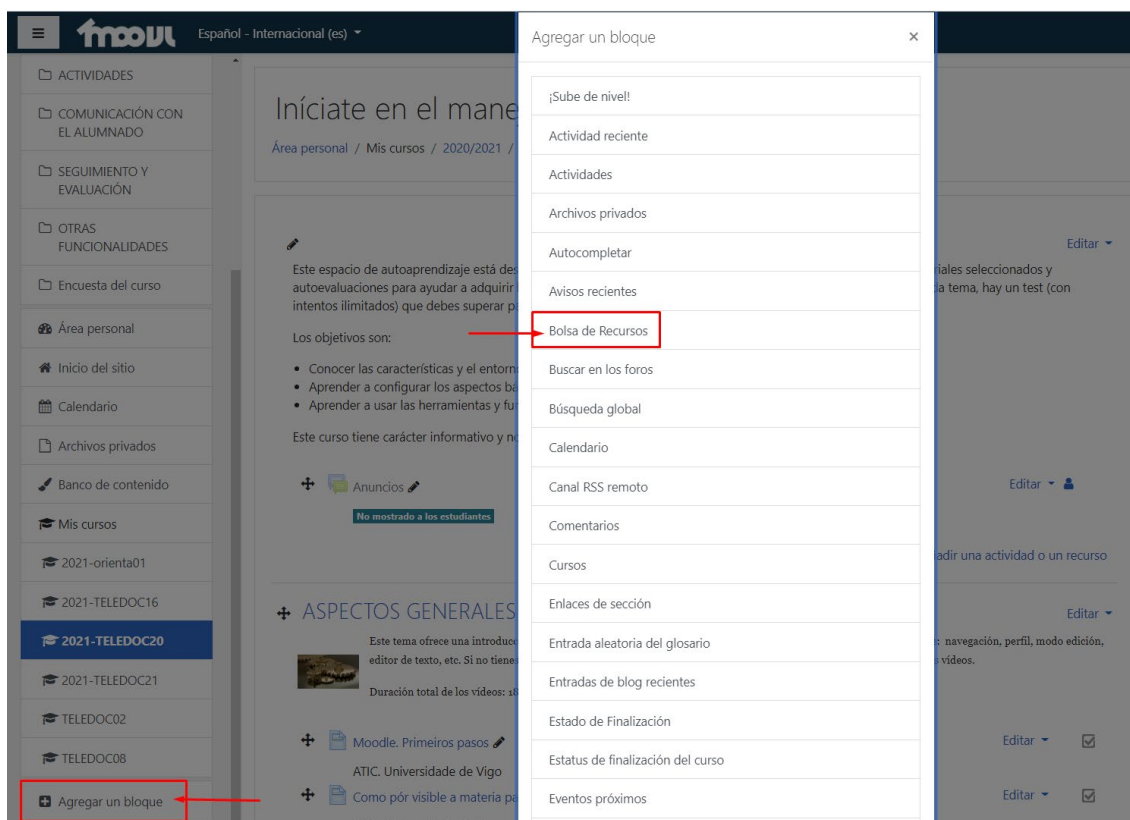 moovi
Español - Internacional (es)
ACTIVIDADES
COMUNICACIÓN CON
EL ALUMNADO
SEGUIMIENTO Y
EVALUACIÓN
OTRAS
FUNCIONALIDADES
Encuesta del curso
Área personal
Inicio del sitio
Calendario
Archivos privados
Banco de contenido
Mis cursos
2021-orienta01
2021-TELEDOC16
2021-TELEDOC20
2021-TELEDOC21
TELEDOC02
TELEDOC08
Agregar un bloque
Iníciate en el mane
Área personal / Mis cursos / 2020/2021 /
Editar
Este espacio de autoaprendizaje está des
riales seleccionados y
autoevaluaciones para ayudar a adquirir
da tema, hay un test (con
intentos ilimitados) que debes superar p
Los objetivos son:
• Conocer las características y el entorn
• Aprender a configurar los aspectos bá
• Aprender a usar las herramientas y fu
Este curso tiene carácter informativo y n
Anuncios
Editar
No mostrado a los estudiantes
adir una actividad o un recurso
ASPECTOS GENERALES
Editar
Este tema ofrece una introduc
: navegación, perfil, modo edición,
editor de texto, etc. Si no tiene
s vídeos.
Duración total de los vídeos: 18
Moodle. Primeiros pasos
Editar
ATIC. Universidade de Vigo
Como pór visible a materia pa
Editar
Agregar un bloque ×
¡Sube de nivel!
Actividad reciente
Actividades
Archivos privados
Autocompletar
Avisos recientes
Bolsa de Recursos
Buscar en los foros
Búsqueda global
Calendario
Canal RSS remoto
Comentarios
Cursos
Enlaces de sección
Entrada aleatoria del glosario
Entradas de blog recientes
Estado de Finalización
Estatus de finalización del curso
Eventos próximos